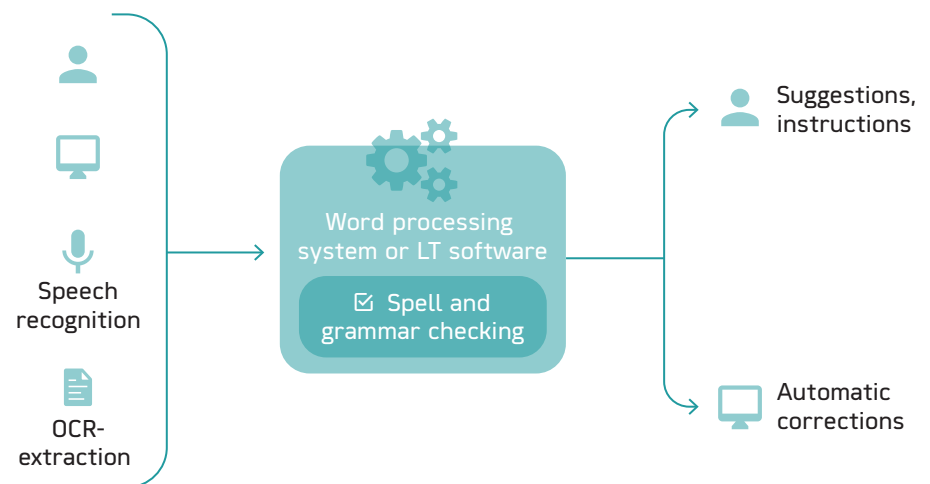 Speech
recognition
OCR-
extraction
Word processing
system or LT software
Spell and
grammar checking
Suggestions,
instructions
Automatic
corrections